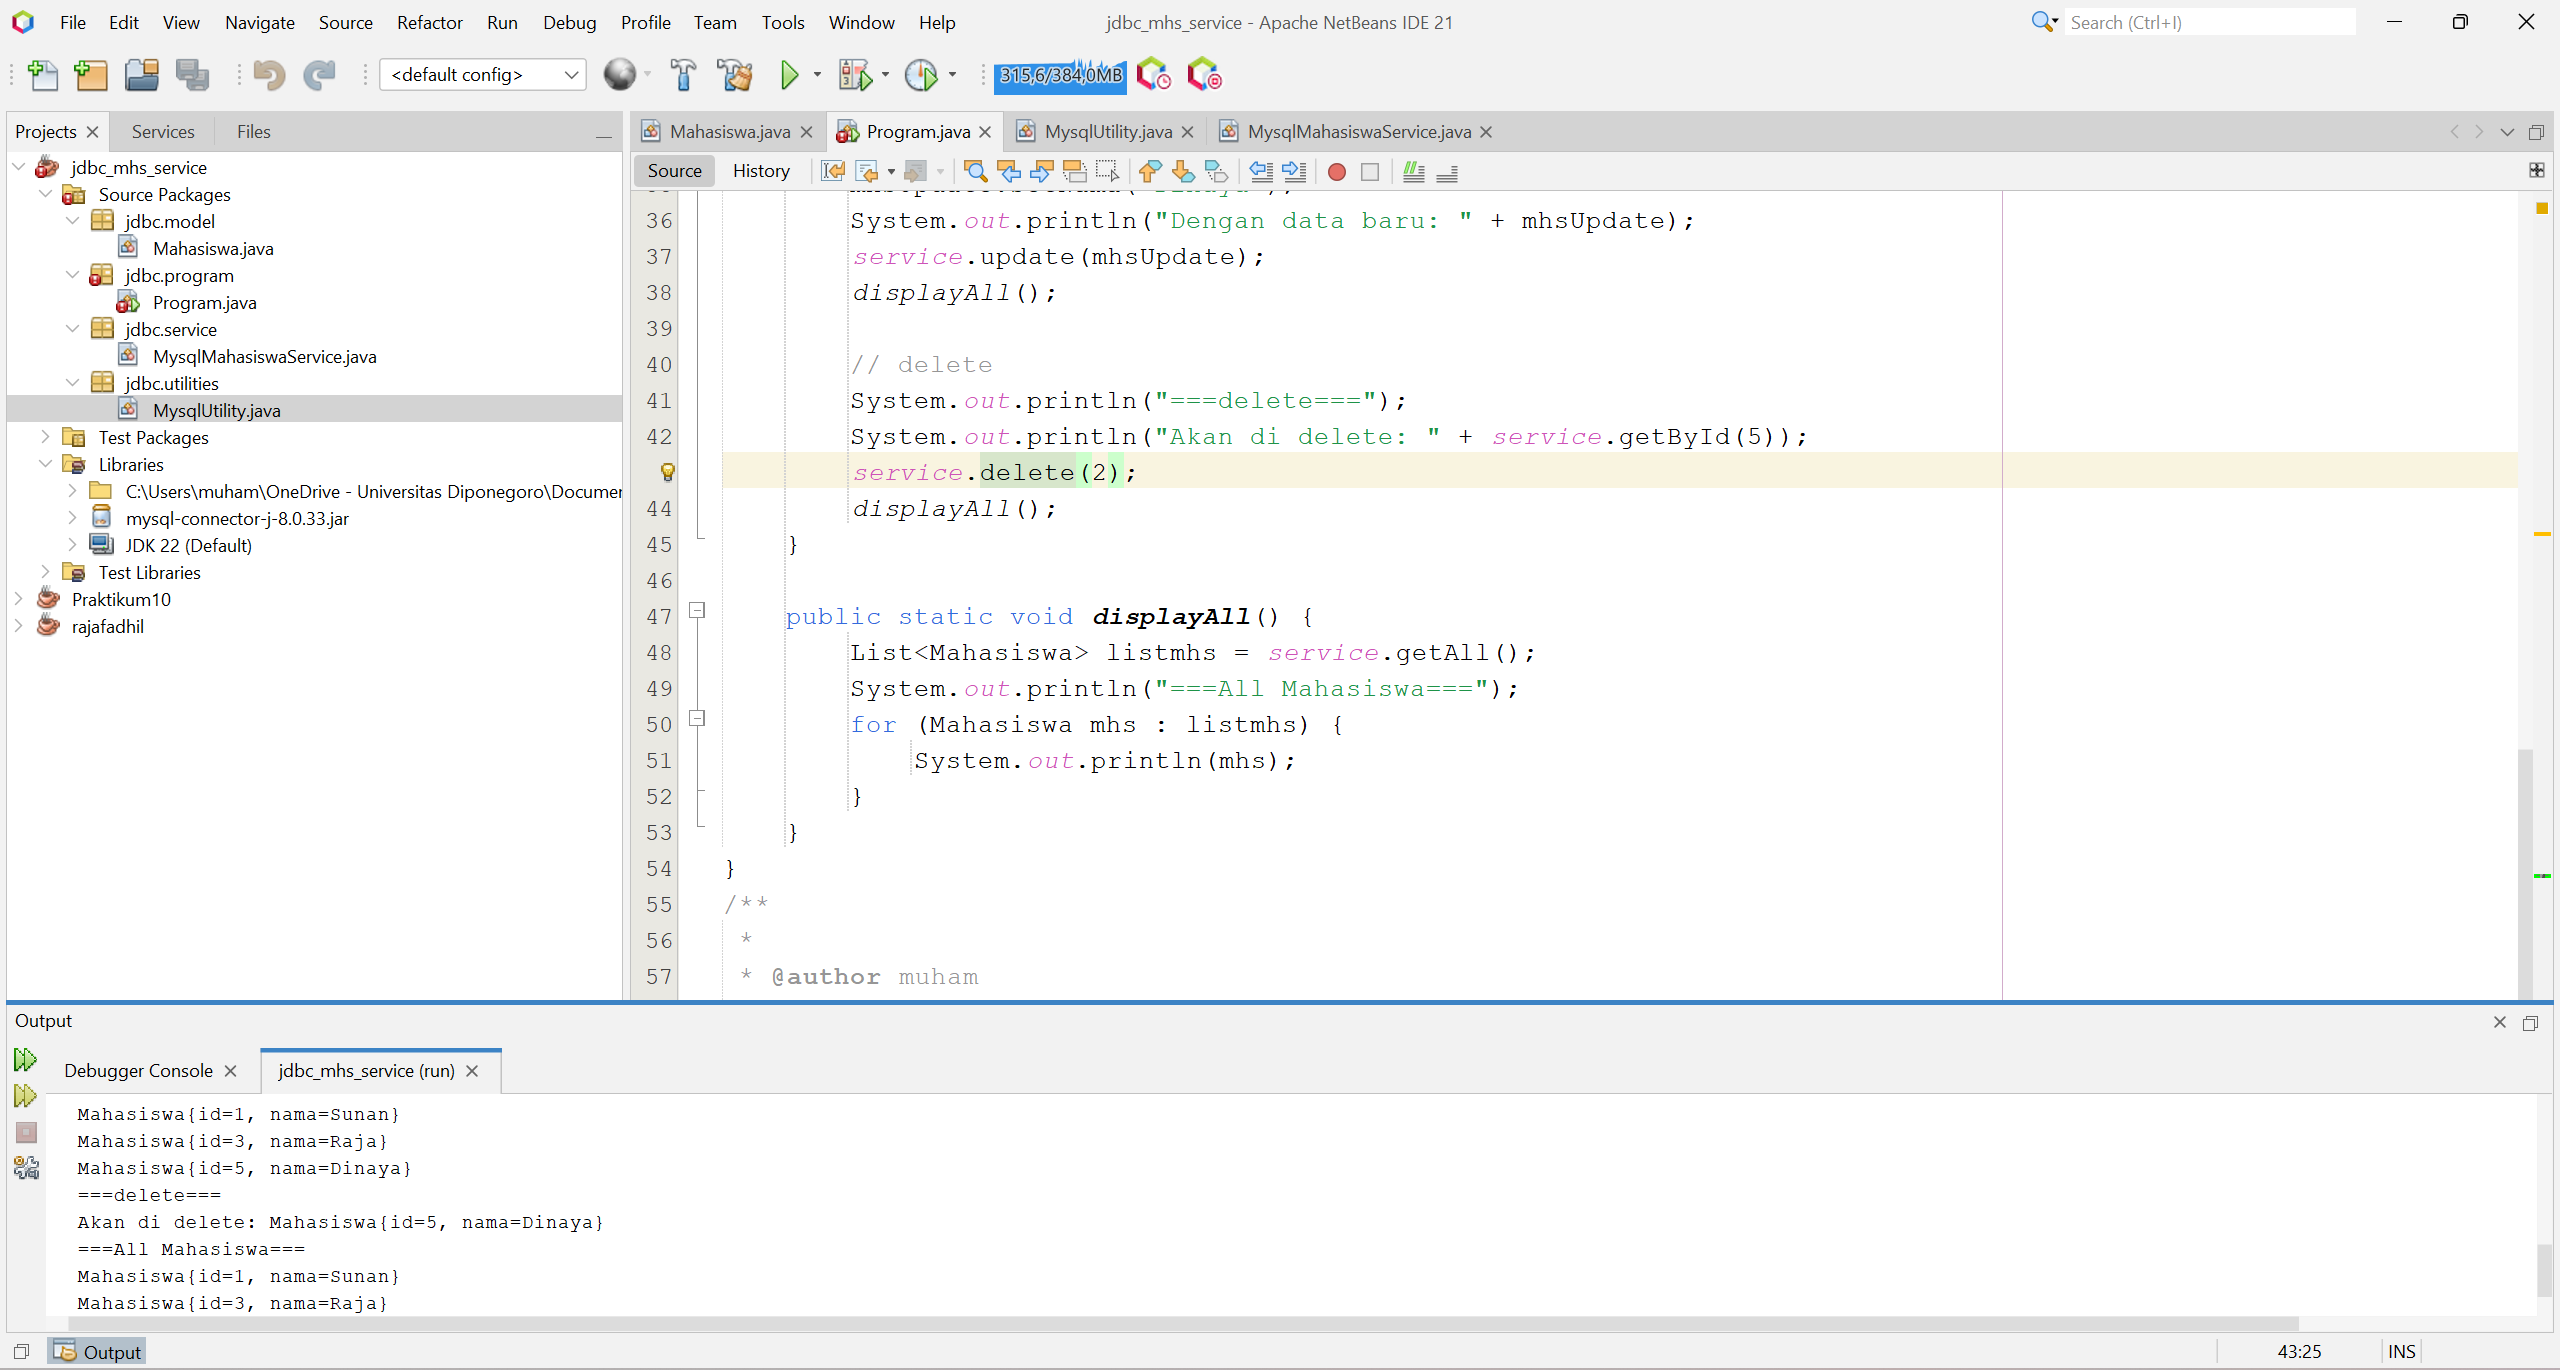 File Edit View Navigate Source Refactor Run Debug Profile Team Tools Window Help
jdbc_mhs_service - Apache NetBeans IDE 21
Search (Ctrl+I)
<default config>
315,6/384,0MB
Projects Services Files
jdbc_mhs_service
Source Packages
jdbc.model
Mahasiswa.java
jdbc.program
Program.java
jdbc.service
MysqlMahasiswaService.java
jdbc.utilities
MysqlUtility.java
Test Packages
Libraries
C:\Users\muham\OneDrive - Universitas Diponegoro\Documen
mysql-connector-j-8.0.33.jar
JDK 22 (Default)
Test Libraries
Praktikum10
rajafadhil
Mahasiswa.java Program.java MysqlUtility.java MysqlMahasiswaService.java
Source History
36 System.out.println("Dengan data baru: " + mhsUpdate);
37 service.update(mhsUpdate);
38 displayAll();
39
40 // delete
41 System.out.println("===delete===");
42 System.out.println("Akan di delete: " + service.getById(5));
service.delete(2);
44 displayAll();
45 }
46
47 public static void displayAll() {
48 List<Mahasiswa> listmhs = service.getAll();
49 System.out.println("===All Mahasiswa===");
50 for (Mahasiswa mhs : listmhs) {
51 System.out.println(mhs);
52 }
53 }
54 }
55 /**
56 *
57 * @author muham
Output
Debugger Console jdbc_mhs_service (run)
Mahasiswa{id=1, nama=Sunan}
Mahasiswa{id=3, nama=Raja}
Mahasiswa{id=5, nama=Dinaya}
===delete===
Akan di delete: Mahasiswa{id=5, nama=Dinaya}
===All Mahasiswa===
Mahasiswa{id=1, nama=Sunan}
Mahasiswa{id=3, nama=Raja}
Output
43:25 INS